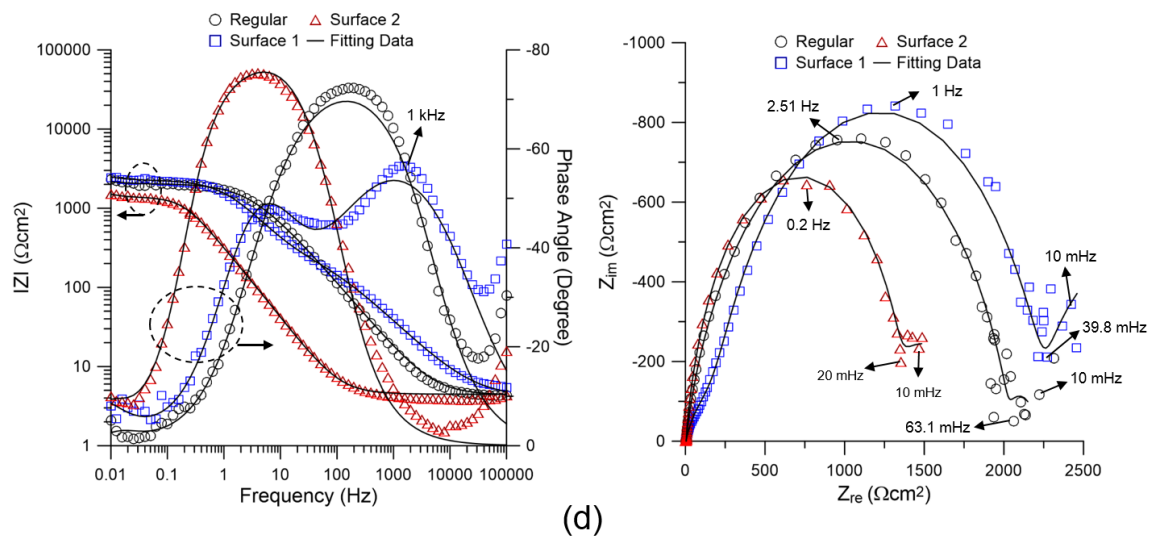 Regular Surface 2
Surface 1 Fitting Data
100000
10000
1000
100
10
1
IZI (Ωcm2)
0.01 0.1 1 10 100 1000 10000 100000
Frequency (Hz)
-80
-60
-40
-20
0
Phase Angle (Degree)
1 kHz
Regular Surface 2
Surface 1 Fitting Data
-1000
-800
-600
-400
-200
0
Zim (Ωcm2)
0 500 1000 1500 2000 2500
Zre (Ωcm2)
1 Hz
2.51 Hz
0.2 Hz
10 mHz
39.8 mHz
20 mHz
10 mHz
10 mHz
63.1 mHz
(d)